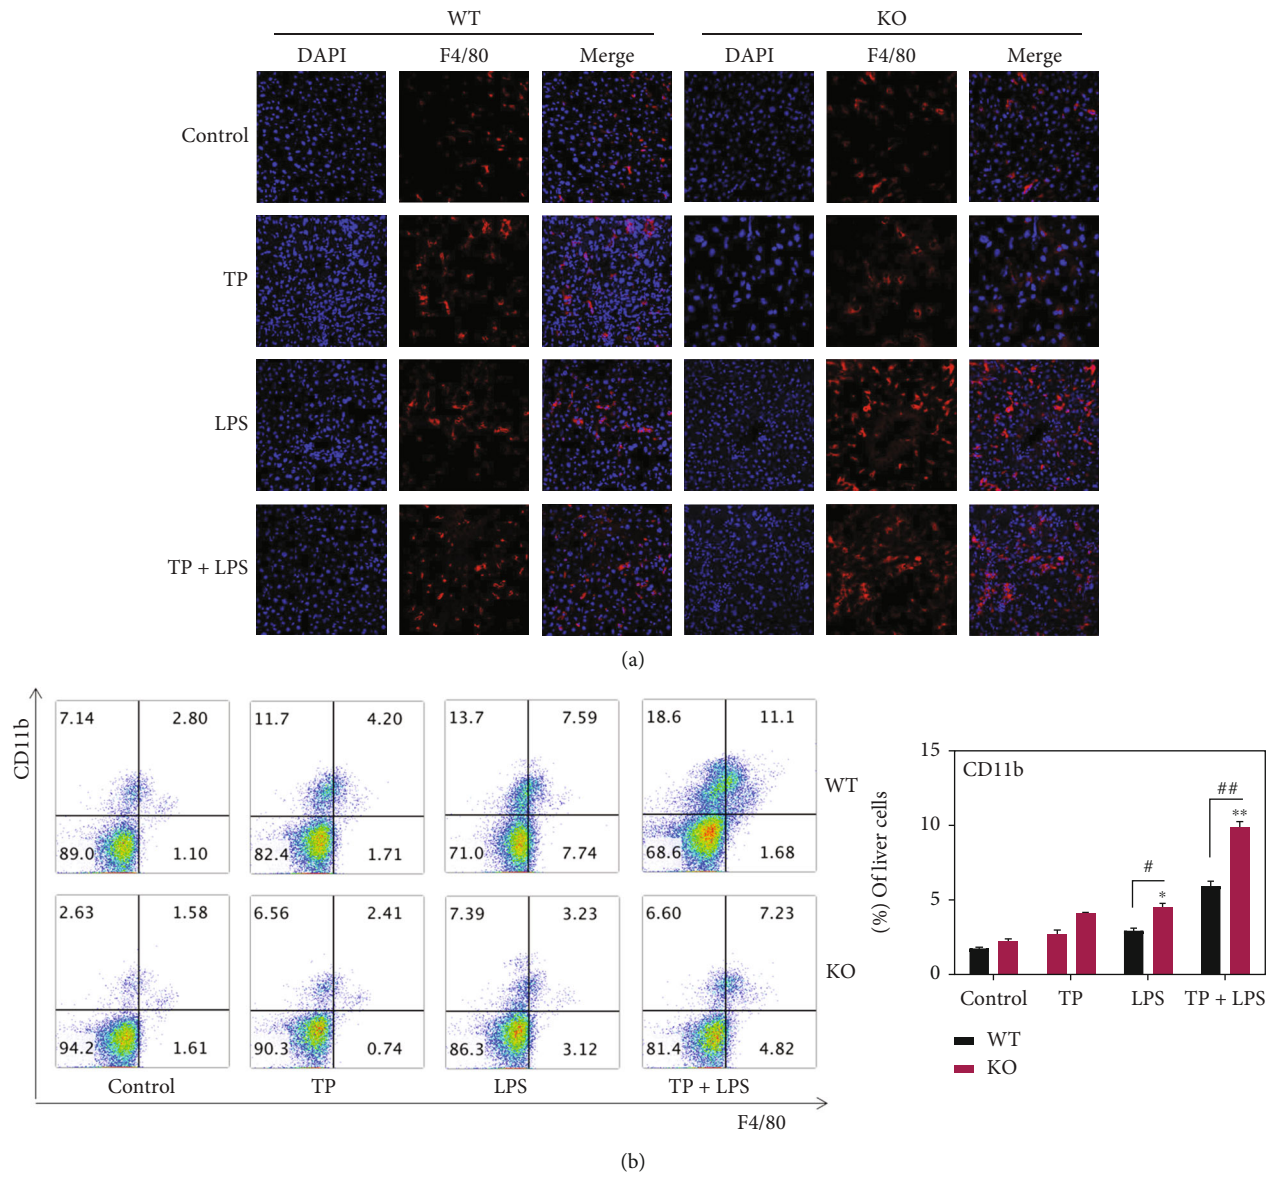 WT KO
DAPI F4/80 Merge DAPI F4/80 Merge
Control
TP
LPS
TP + LPS
(a)
CD11b
7.14 2.80 11.7 4.20 13.7 7.59 18.6 11.1
WT
89.0 1.10 82.4 1.71 71.0 7.74 68.6 1.68
2.63 1.58 6.56 2.41 7.39 3.23 6.60 7.23
KO
94.2 1.61 90.3 0.74 86.3 3.12 81.4 4.82
Control TP LPS TP + LPS
F4/80
(%) Of liver cells
15
10
5
0
CD11b
##
**
#
*
Control TP LPS TP + LPS
WT
KO
(b)